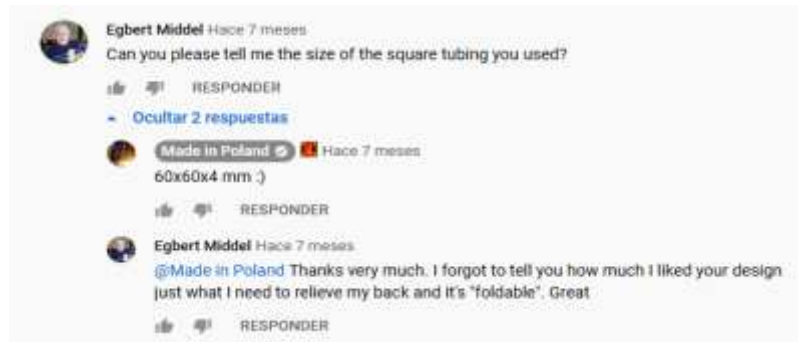 Egbert Middel Hace 7 meses
Can you please tell me the size of the square tubing you used?
RESPONDER
Ocultar 2 respuestas
Made in Poland Hace 7 meses
60x60x4 mm :)
RESPONDER
Egbert Middel Hace 7 meses
@Made in Poland Thanks very much. I forgot to tell you how much I liked your design
just what I need to relieve my back and it's "foldable". Great
RESPONDER